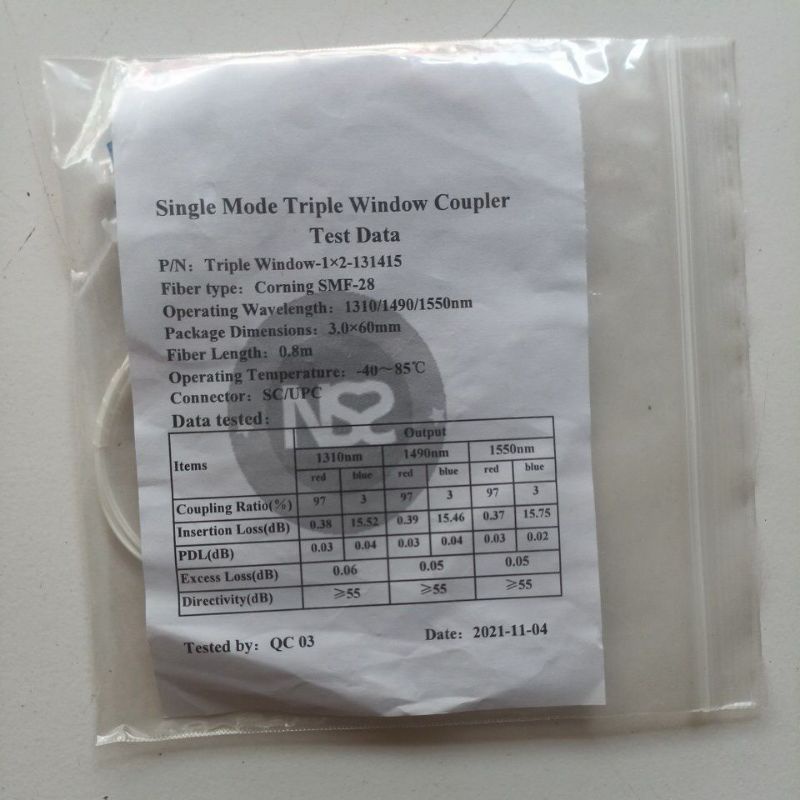 Single Mode Triple Window Coupler
Test Data
P/N: Triple Window-1×2-131415
Fiber type: Corning SMF-28
Operating Wavelength: 1310/1490/1550nm
Package Dimensions: 3.0×60mm
Fiber Length: 0.8m
Operating Temperature: -40～85℃
Connector: SC/UPC
Data tested:
Items Output
1310nm 1490nm 1550nm
red blue red blue red blue
Coupling Ratio(%) 97 3 97 3 97 3
Insertion Loss(dB) 0.38 15.52 0.39 15.46 0.37 15.75
PDL(dB) 0.03 0.04 0.03 0.04 0.03 0.02
Excess Loss(dB) 0.06 0.05 0.05
Directivity(dB) ≥55 ≥55 ≥55
Tested by: QC 03 Date: 2021-11-04